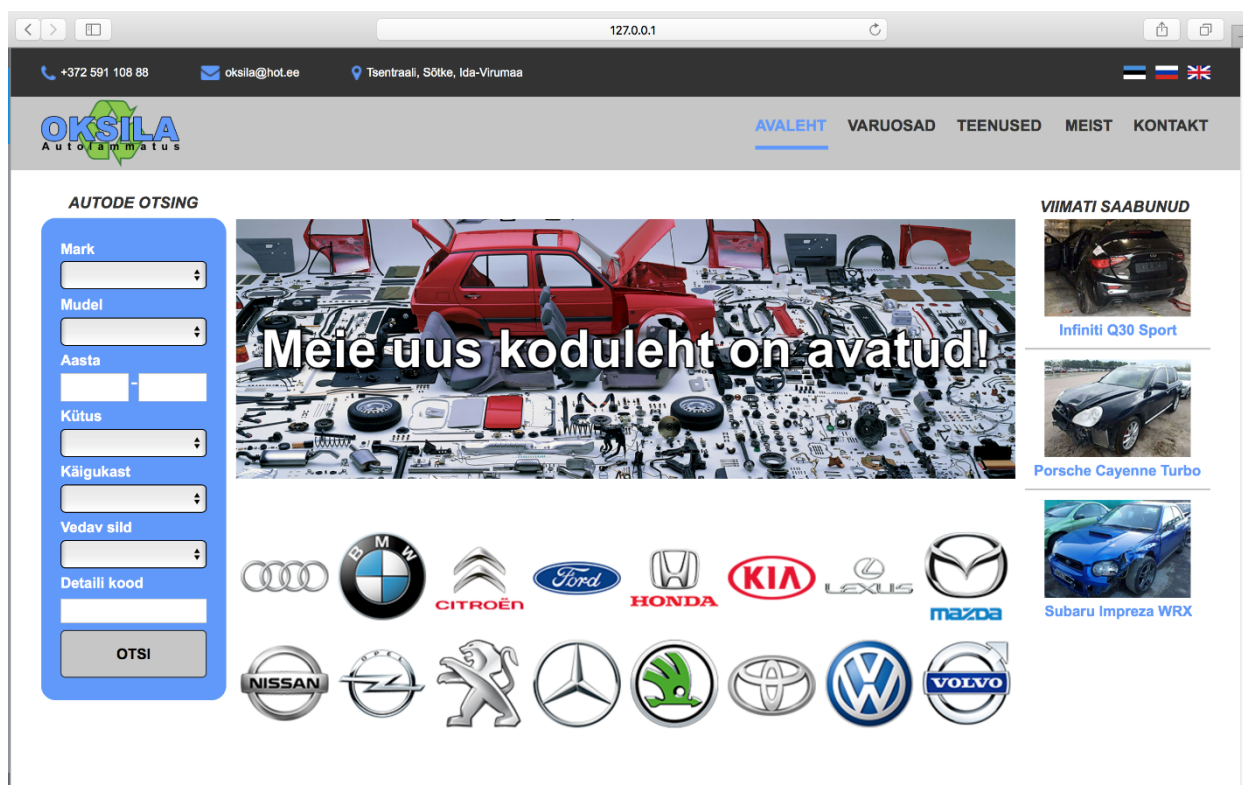 127.0.0.1
+372 591 108 88 oksila@hot.ee Tsentraali, Sõtke, Ida-Virumaa
OKSILA
Autolammatus
AVALEHT VARUOSAD TEENUSED MEIST KONTAKT
AUTODE OTSING
Mark
Mudel
Aasta
-
Kütus
Käigukast
Vedav sild
Detaili kood
OTSI
Meie uus koduleht on avatud!
BMW
CITROËN
Ford
HONDA
KIA
LEXUS
mazda
NISSAN
OPEL
VOLVO
VIIMATI SAABUNUD
Infiniti Q30 Sport
Porsche Cayenne Turbo
Subaru Impreza WRX